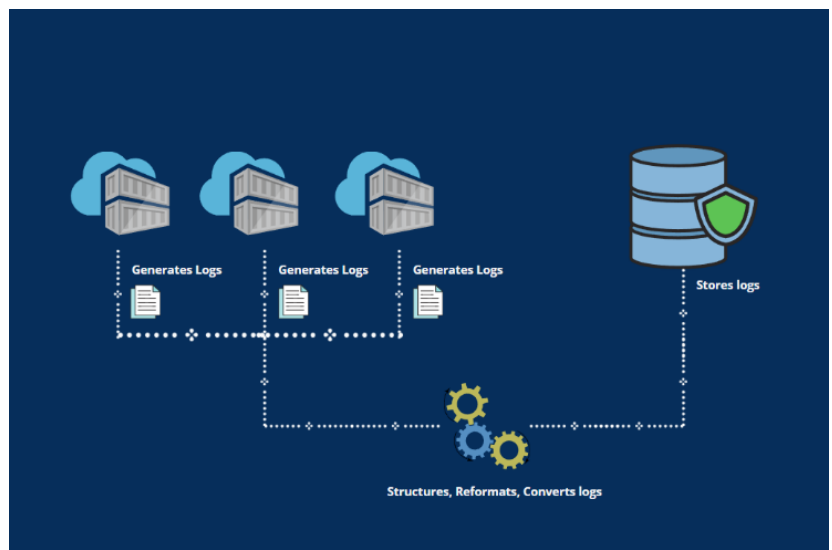 Generates Logs
Generates Logs
Generates Logs
Stores logs
Structures, Reformats, Converts logs